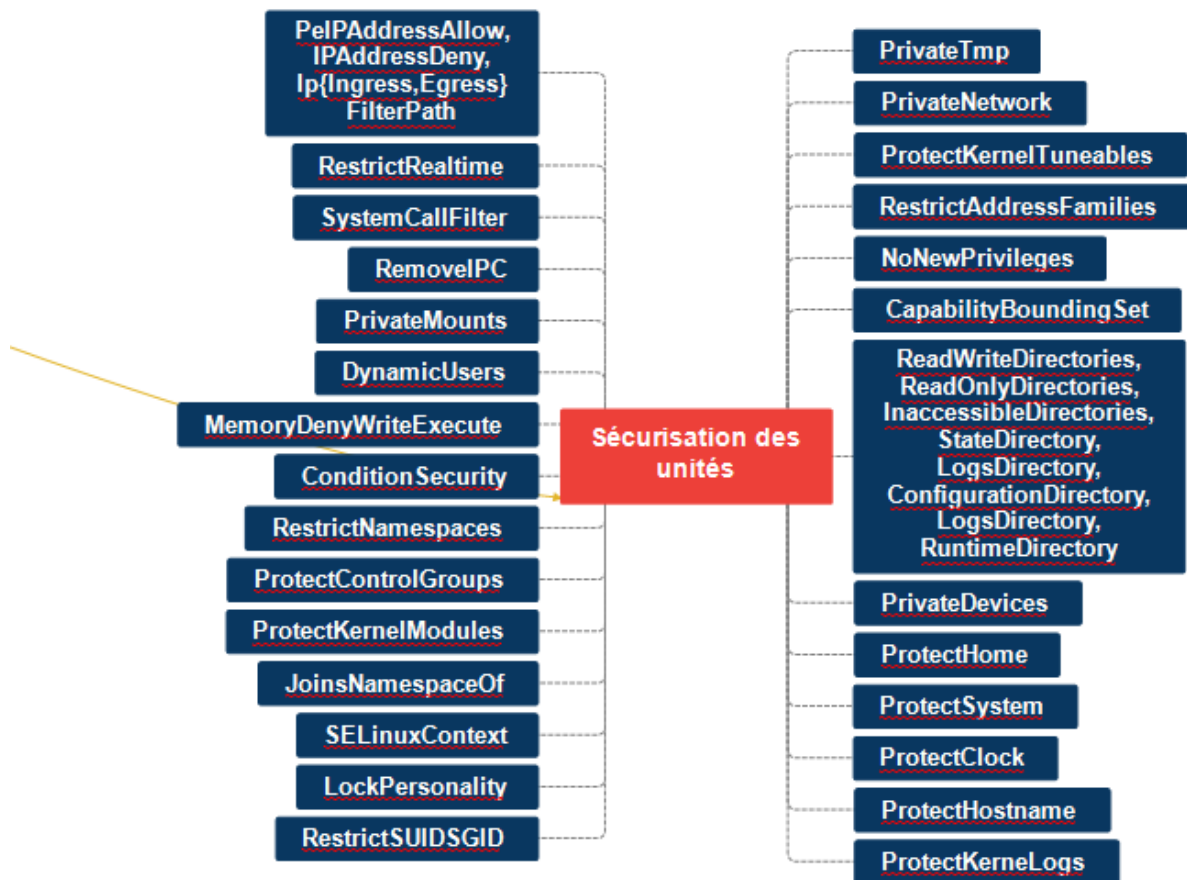 PeIPAddressAllow,
IPAddressDeny,
Ip{Ingress,Egress}
FilterPath
RestrictRealtime
SystemCallFilter
RemoveIPC
PrivateMounts
DynamicUsers
MemoryDenyWriteExecute
ConditionSecurity
RestrictNamespaces
ProtectControlGroups
ProtectKernelModules
JoinsNamespaceOf
SELinuxContext
LockPersonality
RestrictSUIDSGID
Sécurisation des
unités
PrivateTmp
PrivateNetwork
ProtectKernelTuneables
RestrictAddressFamilies
NoNewPrivileges
CapabilityBoundingSet
ReadWriteDirectories,
ReadOnlyDirectories,
InaccessibleDirectories,
StateDirectory,
LogsDirectory,
ConfigurationDirectory,
LogsDirectory,
RuntimeDirectory
PrivateDevices
ProtectHome
ProtectSystem
ProtectClock
ProtectHostname
ProtectKerneLogs